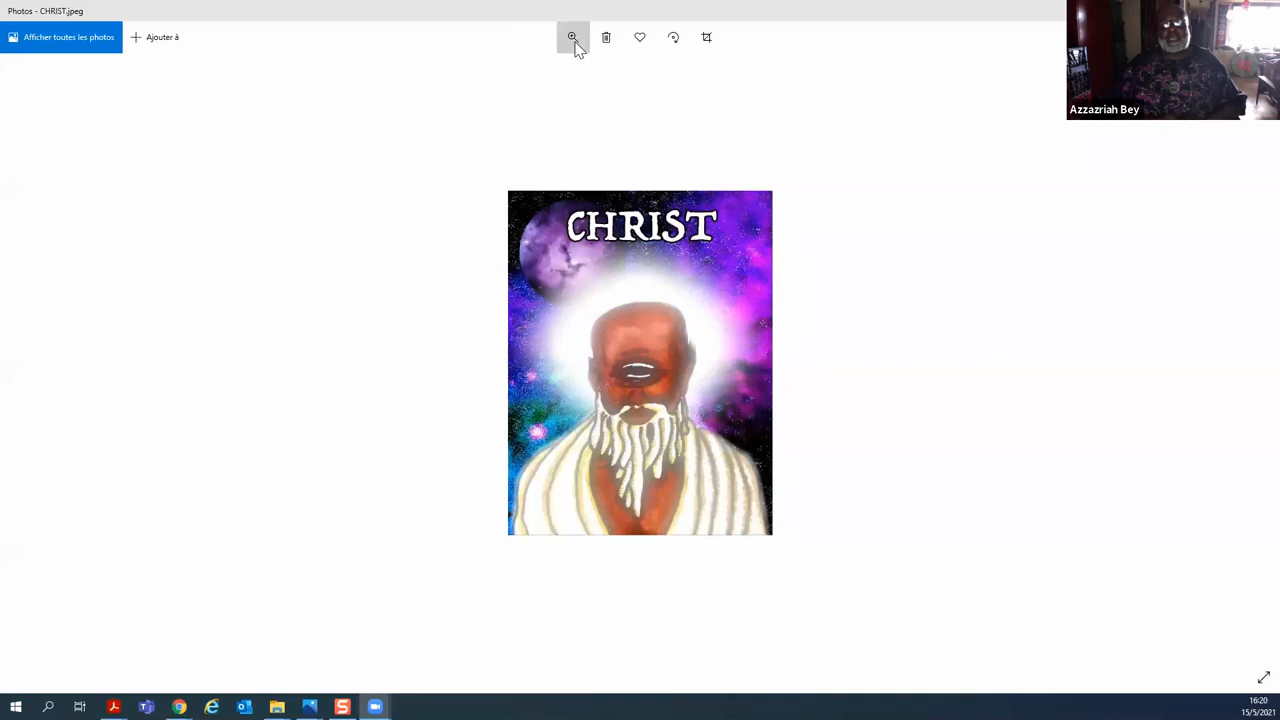 Photos - CHRIST.jpeg
Afficher toutes les photos
Ajouter à
Azzazriah Bey
CHRIST
16:20
15/5/2021